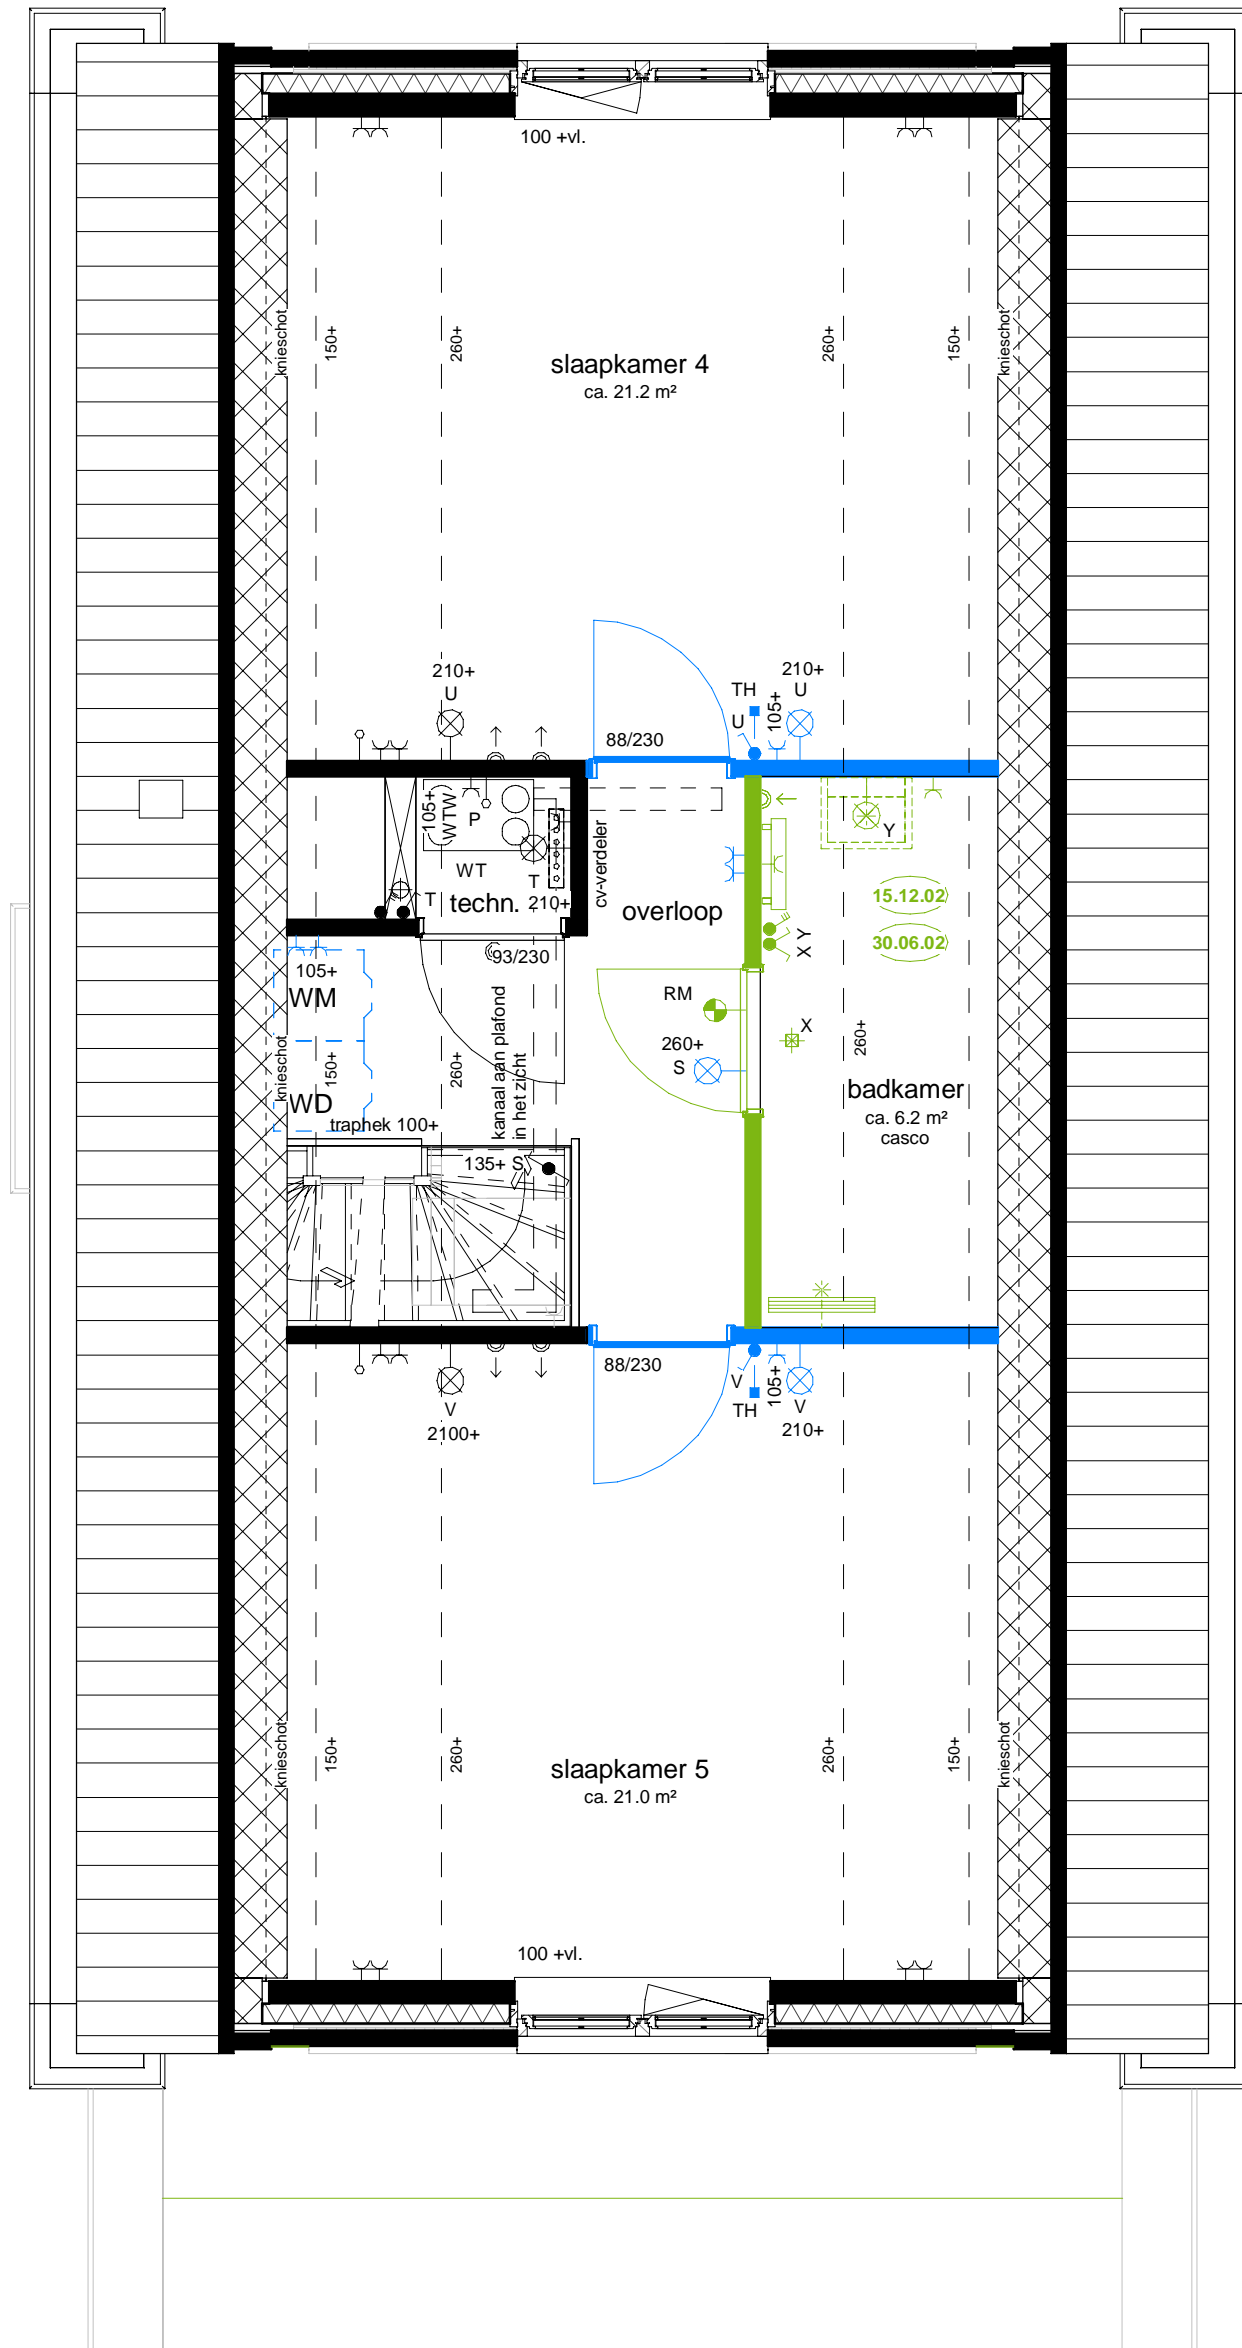 100 +vl.
knieschot
150+
260+
260+
150+
knieschot
slaapkamer 4
ca. 21.2 m²
210+
U
TH
U
105+
210+
U
88/230
105+
WTW
P
WT
T
T
techn.
210+
cv-verdeler
overloop
Y
15.12.02
30.06.02
X Y
93/230
105+
WM
kanaal aan plafond
in het zicht
RM
X
260+
S
260+
knieschot
150+
260+
WD
traphek 100+
badkamer
ca. 6.2 m²
casco
135+ S
88/230
V
2100+
V
TH
105+
V
210+
knieschot
150+
260+
260+
150+
knieschot
slaapkamer 5
ca. 21.0 m²
100 +vl.